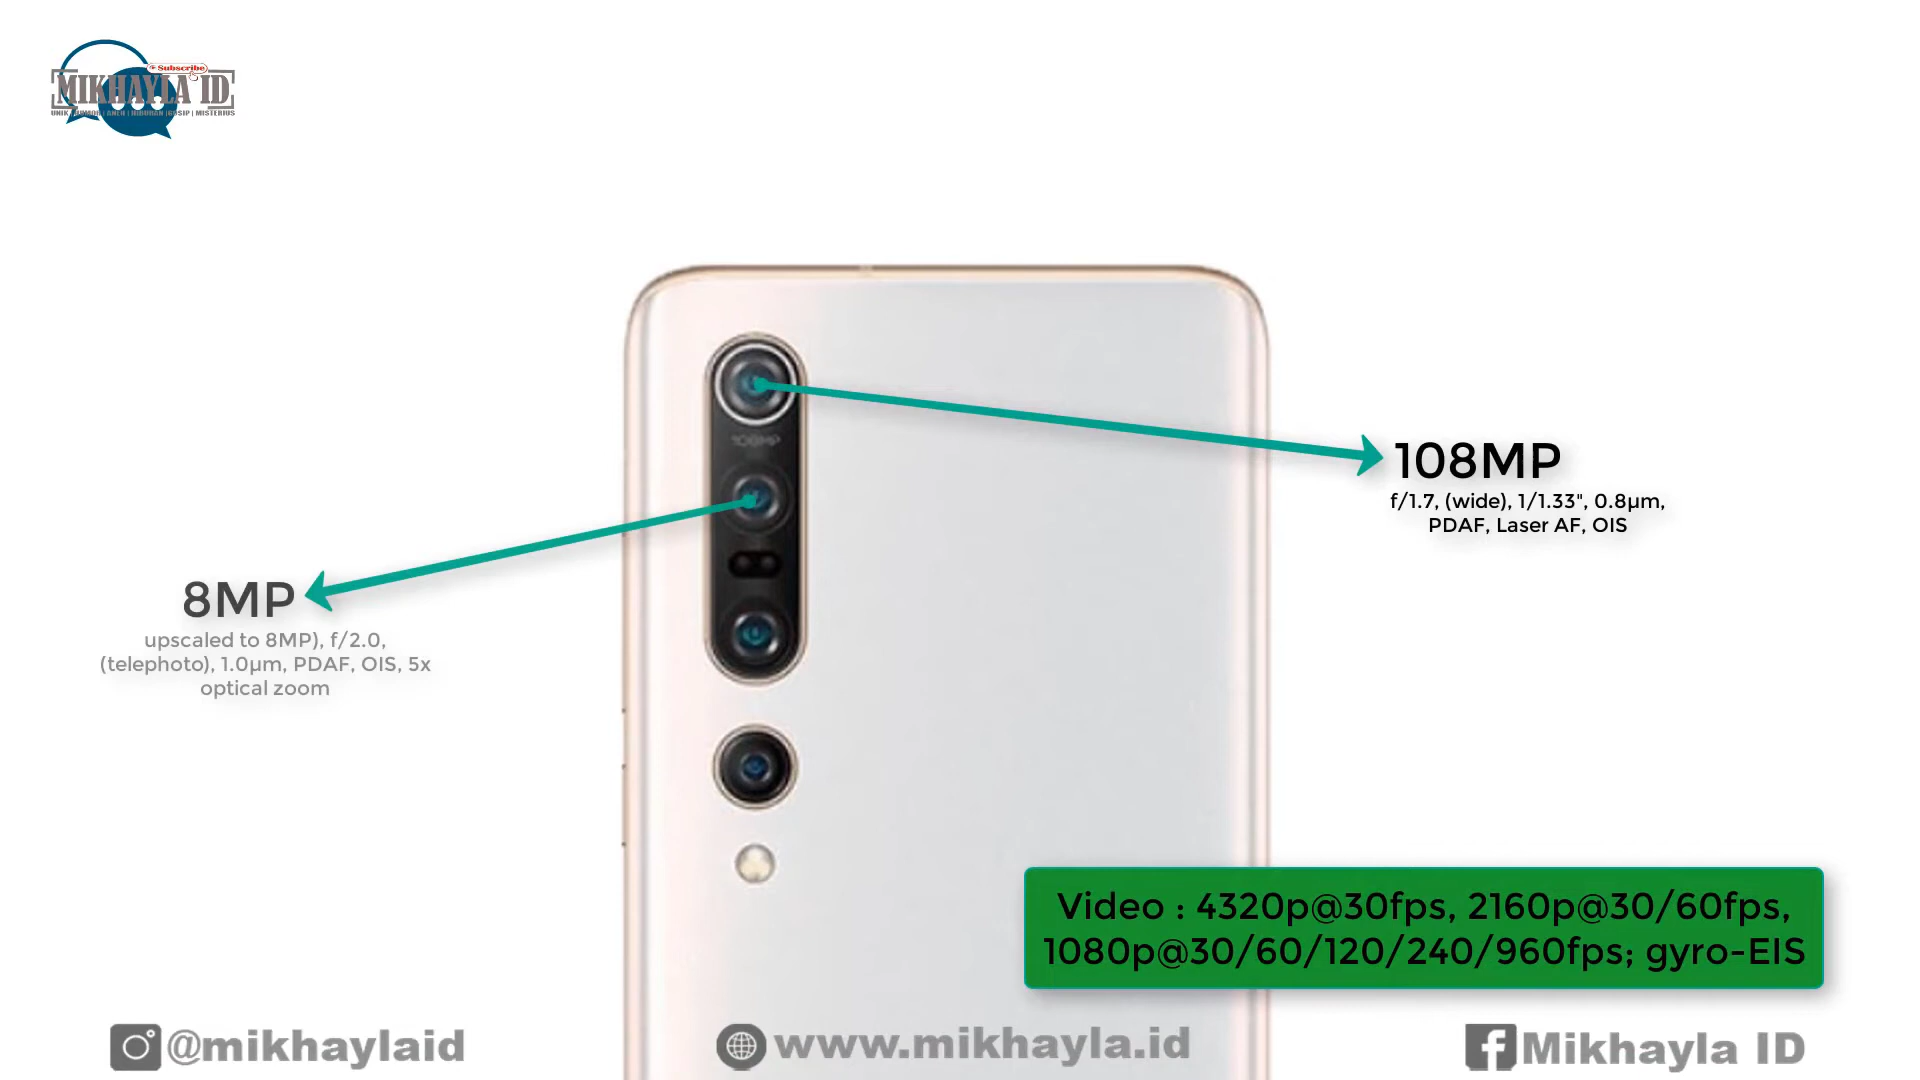 Subscribe
MIKHAYLA ID
108MP
108MP
f/1.7, (wide), 1/1.33", 0.8µm,
PDAF, Laser AF, OIS
8MP
upscaled to 8MP), f/2.0,
(telephoto), 1.0µm, PDAF, OIS, 5x
optical zoom
Video : 4320p@30fps, 2160p@30/60fps,
1080p@30/60/120/240/960fps; gyro-EIS
@mikhaylaid
www.mikhayla.id
Mikhayla ID